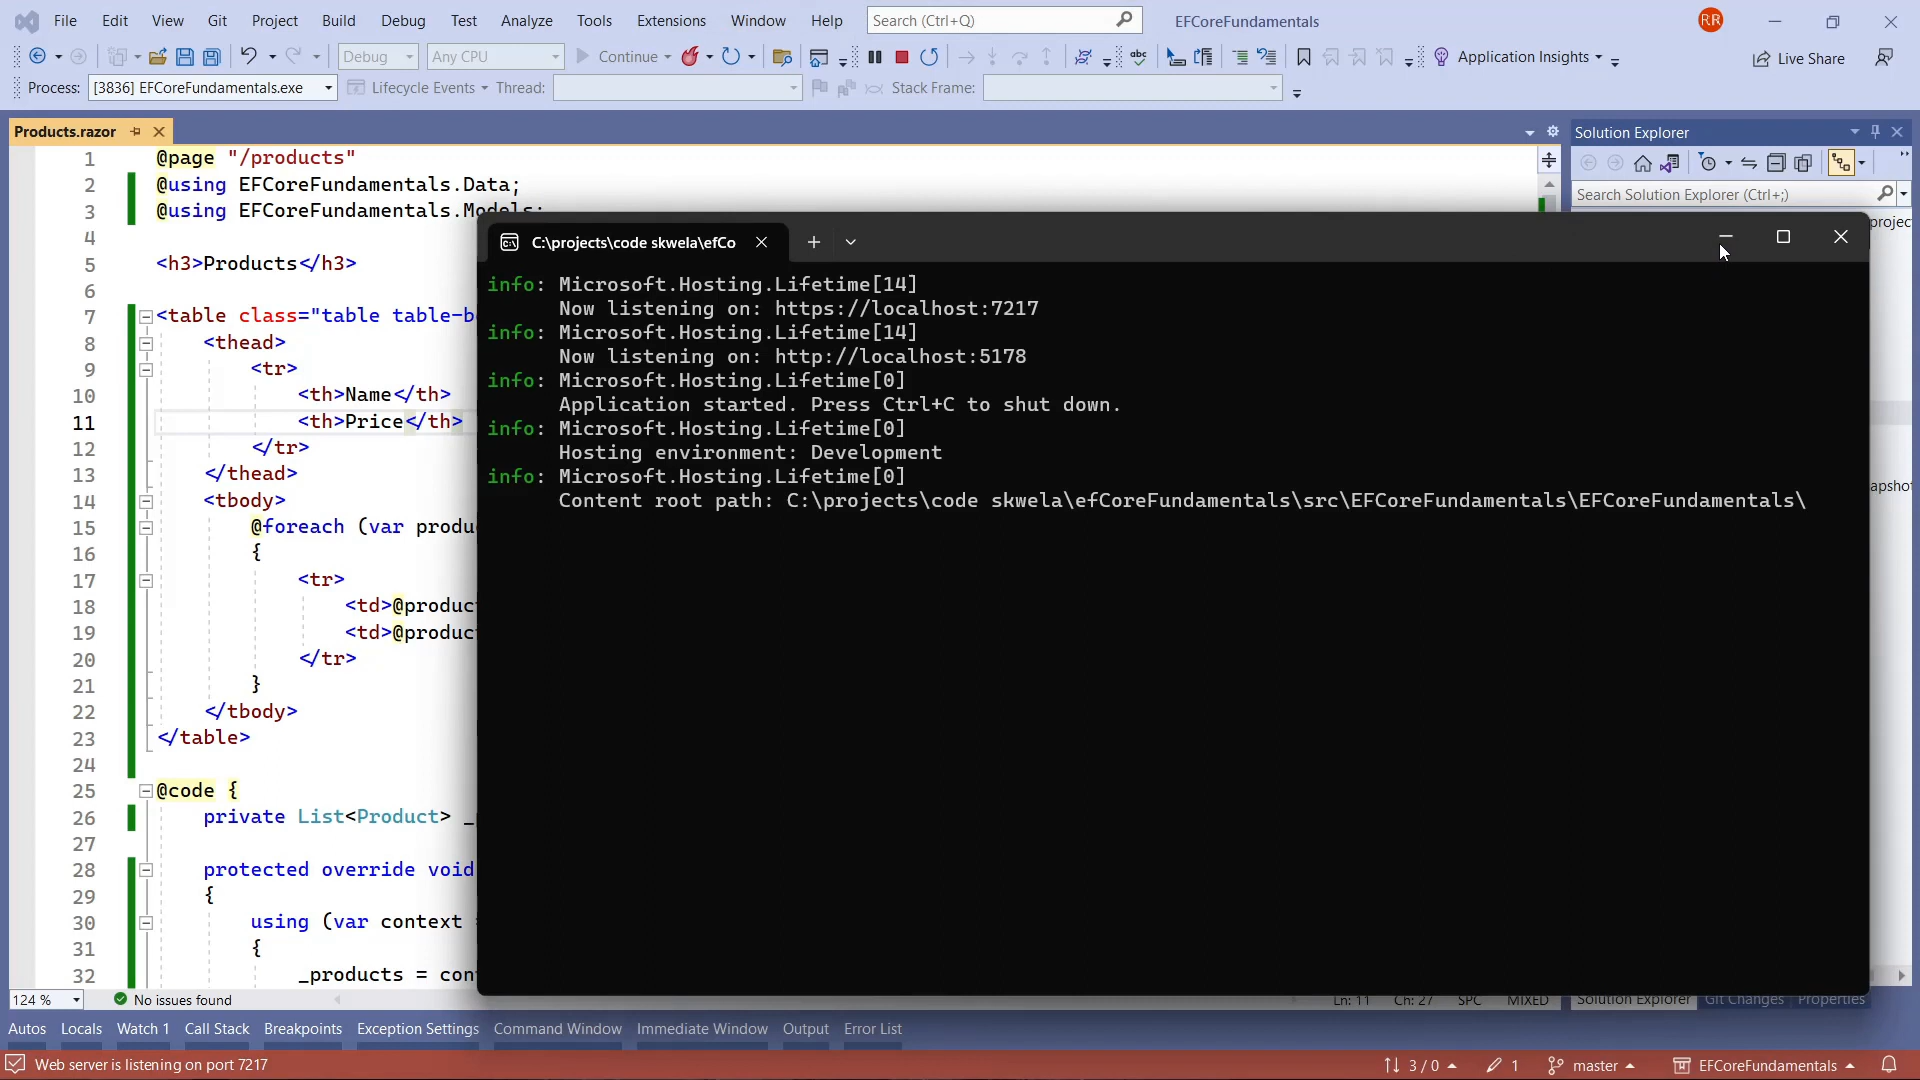 File Edit View Git Project Build Debug Test Analyze Tools Extensions Window Help Search (Ctrl+Q) EFCoreFundamentals RR
Debug Any CPU Continue Application Insights Live Share
Process: [3836] EFCoreFundamentals.exe Lifecycle Events Thread: Stack Frame:
Products.razor
Solution Explorer
Search Solution Explorer (Ctrl+;)
1 @page "/products"
2 @using EFCoreFundamentals.Data;
3 @using EFCoreFundamentals.Models;
4
5 <h3>Products</h3>
6
7 <table class="table table-b
8 <thead>
9 <tr>
10 <th>Name</th>
11 <th>Price</th>
12 </tr>
13 </thead>
14 <tbody>
15 @foreach (var produ
16 {
17 <tr>
18 <td>@produc
19 <td>@produc
20 </tr>
21 }
22 </tbody>
23 </table>
24
25 @code {
26 private List<Product> _
27
28 protected override void
29 {
30 using (var context
31 {
32 _products = con
C:\projects\code skwela\efCo
info: Microsoft.Hosting.Lifetime[14]
Now listening on: https://localhost:7217
info: Microsoft.Hosting.Lifetime[14]
Now listening on: http://localhost:5178
info: Microsoft.Hosting.Lifetime[0]
Application started. Press Ctrl+C to shut down.
info: Microsoft.Hosting.Lifetime[0]
Hosting environment: Development
info: Microsoft.Hosting.Lifetime[0]
Content root path: C:\projects\code skwela\efCoreFundamentals\src\EFCoreFundamentals\EFCoreFundamentals\
projec
apshot
124 % No issues found Ln: 11 Ch: 27 SPC MIXED
Solution Explorer Git Changes Properties
Autos Locals Watch 1 Call Stack Breakpoints Exception Settings Command Window Immediate Window Output Error List
Web server is listening on port 7217 3 / 0 1 master EFCoreFundamentals